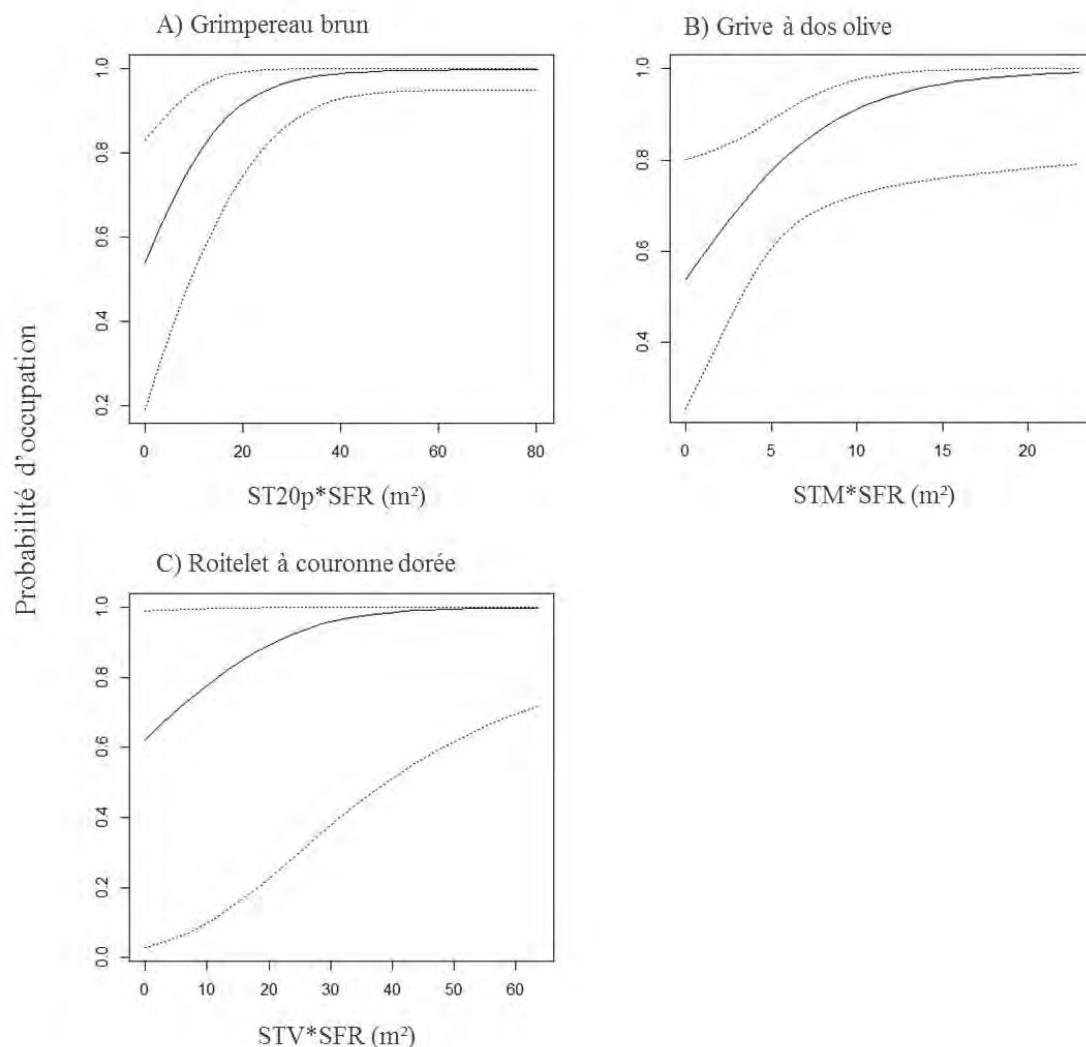 A) Grimpereau brun
B) Grive à dos olive
Probabilité d'occupation
1.0
0.8
0.6
0.4
0.2
0 20 40 60 80
ST20p*SFR (m²)
1.0
0.8
0.6
0.4
0 5 10 15 20
STM*SFR (m²)
C) Roitelet à couronne dorée
1.0
0.8
0.6
0.4
0.2
0.0
0 10 20 30 40 50 60
STV*SFR (m²)